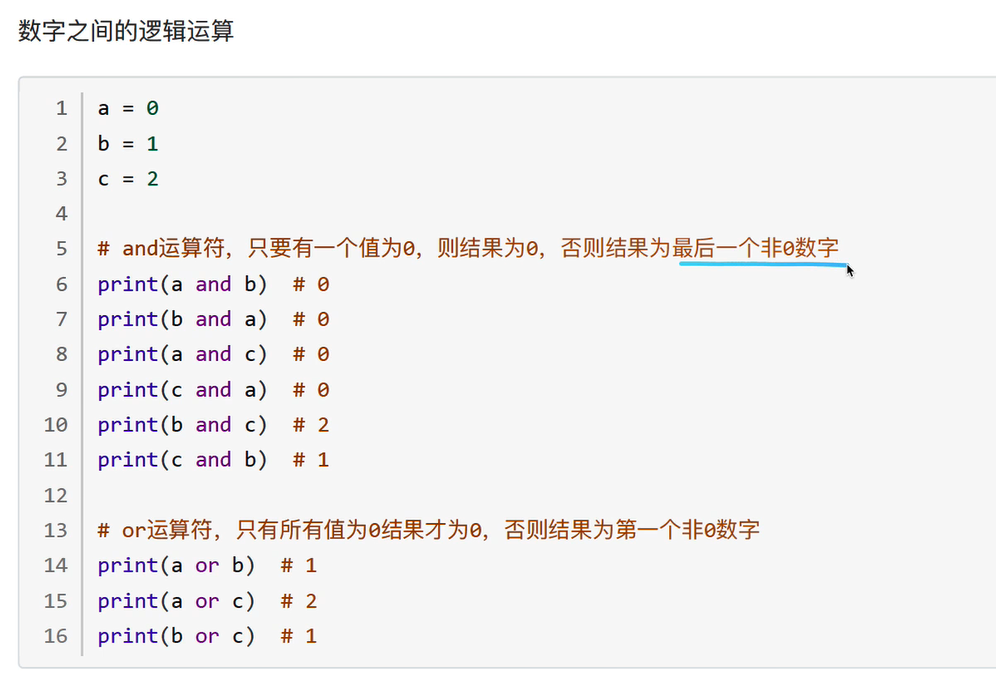 数字之间的逻辑运算
1 a = 0
2 b = 1
3 c = 2
4
5 # and运算符，只要有一个值为0，则结果为0，否则结果为最后一个非0数字
6 print(a and b)  # 0
7 print(b and a)  # 0
8 print(a and c)  # 0
9 print(c and a)  # 0
10 print(b and c)  # 2
11 print(c and b)  # 1
12
13 # or运算符，只有所有值为0结果才为0，否则结果为第一个非0数字
14 print(a or b)  # 1
15 print(a or c)  # 2
16 print(b or c)  # 1